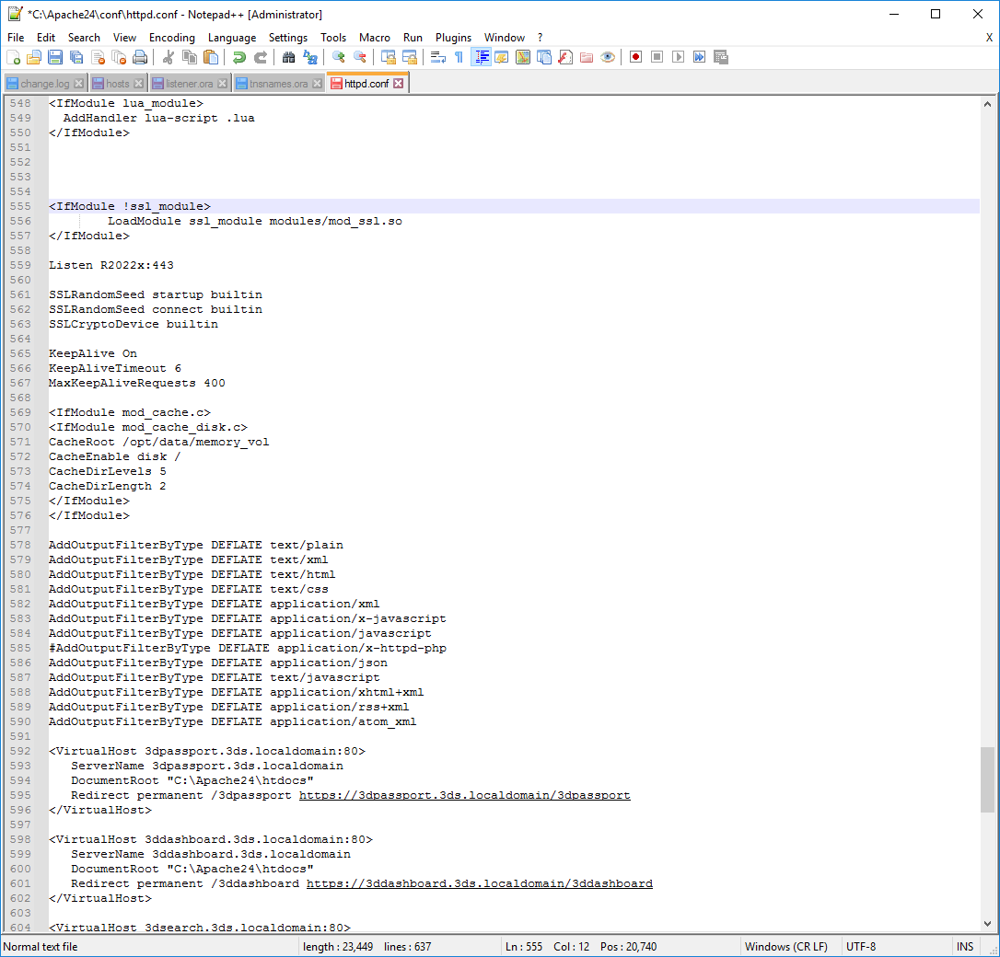 *C:\Apache24\conf\httpd.conf - Notepad++ [Administrator]
File Edit Search View Encoding Language Settings Tools Macro Run Plugins Window ? X
change.log hosts listener.ora tnsnames.ora httpd.conf
548 <IfModule lua_module>
549 AddHandler lua-script .lua
550 </IfModule>
551
552
553
554
555 <IfModule !ssl_module>
556 LoadModule ssl_module modules/mod_ssl.so
557 </IfModule>
558
559 Listen R2022x:443
560
561 SSLRandomSeed startup builtin
562 SSLRandomSeed connect builtin
563 SSLCryptoDevice builtin
564
565 KeepAlive On
566 KeepAliveTimeout 6
567 MaxKeepAliveRequests 400
568
569 <IfModule mod_cache.c>
570 <IfModule mod_cache_disk.c>
571 CacheRoot /opt/data/memory_vol
572 CacheEnable disk /
573 CacheDirLevels 5
574 CacheDirLength 2
575 </IfModule>
576 </IfModule>
577
578 AddOutputFilterByType DEFLATE text/plain
579 AddOutputFilterByType DEFLATE text/xml
580 AddOutputFilterByType DEFLATE text/html
581 AddOutputFilterByType DEFLATE text/css
582 AddOutputFilterByType DEFLATE application/xml
583 AddOutputFilterByType DEFLATE application/x-javascript
584 AddOutputFilterByType DEFLATE application/javascript
585 #AddOutputFilterByType DEFLATE application/x-httpd-php
586 AddOutputFilterByType DEFLATE application/json
587 AddOutputFilterByType DEFLATE text/javascript
588 AddOutputFilterByType DEFLATE application/xhtml+xml
589 AddOutputFilterByType DEFLATE application/rss+xml
590 AddOutputFilterByType DEFLATE application/atom_xml
591
592 <VirtualHost 3dpassport.3ds.localdomain:80>
593 ServerName 3dpassport.3ds.localdomain
594 DocumentRoot "C:\Apache24\htdocs"
595 Redirect permanent /3dpassport https://3dpassport.3ds.localdomain/3dpassport
596 </VirtualHost>
597
598 <VirtualHost 3ddashboard.3ds.localdomain:80>
599 ServerName 3ddashboard.3ds.localdomain
600 DocumentRoot "C:\Apache24\htdocs"
601 Redirect permanent /3ddashboard https://3ddashboard.3ds.localdomain/3ddashboard
602 </VirtualHost>
603
604 <VirtualHost 3dsearch.3ds.localdomain:80>
Normal text file length : 23,449 lines : 637 Ln : 555 Col : 12 Pos : 20,740 Windows (CR LF) UTF-8 INS